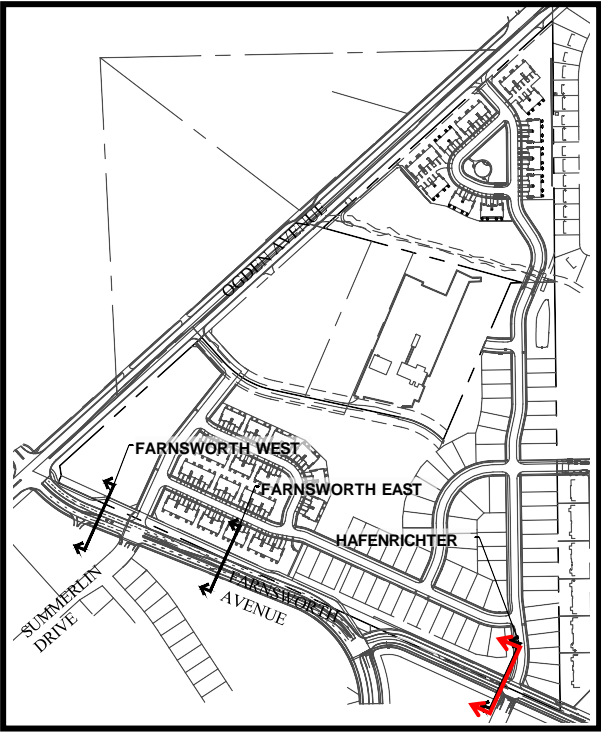 OGDEN AVENUE
FARNSWORTH WEST
FARNSWORTH EAST
HAFENRICHTER
SUMMERLIN
DRIVE
FARNSWORTH
AVENUE